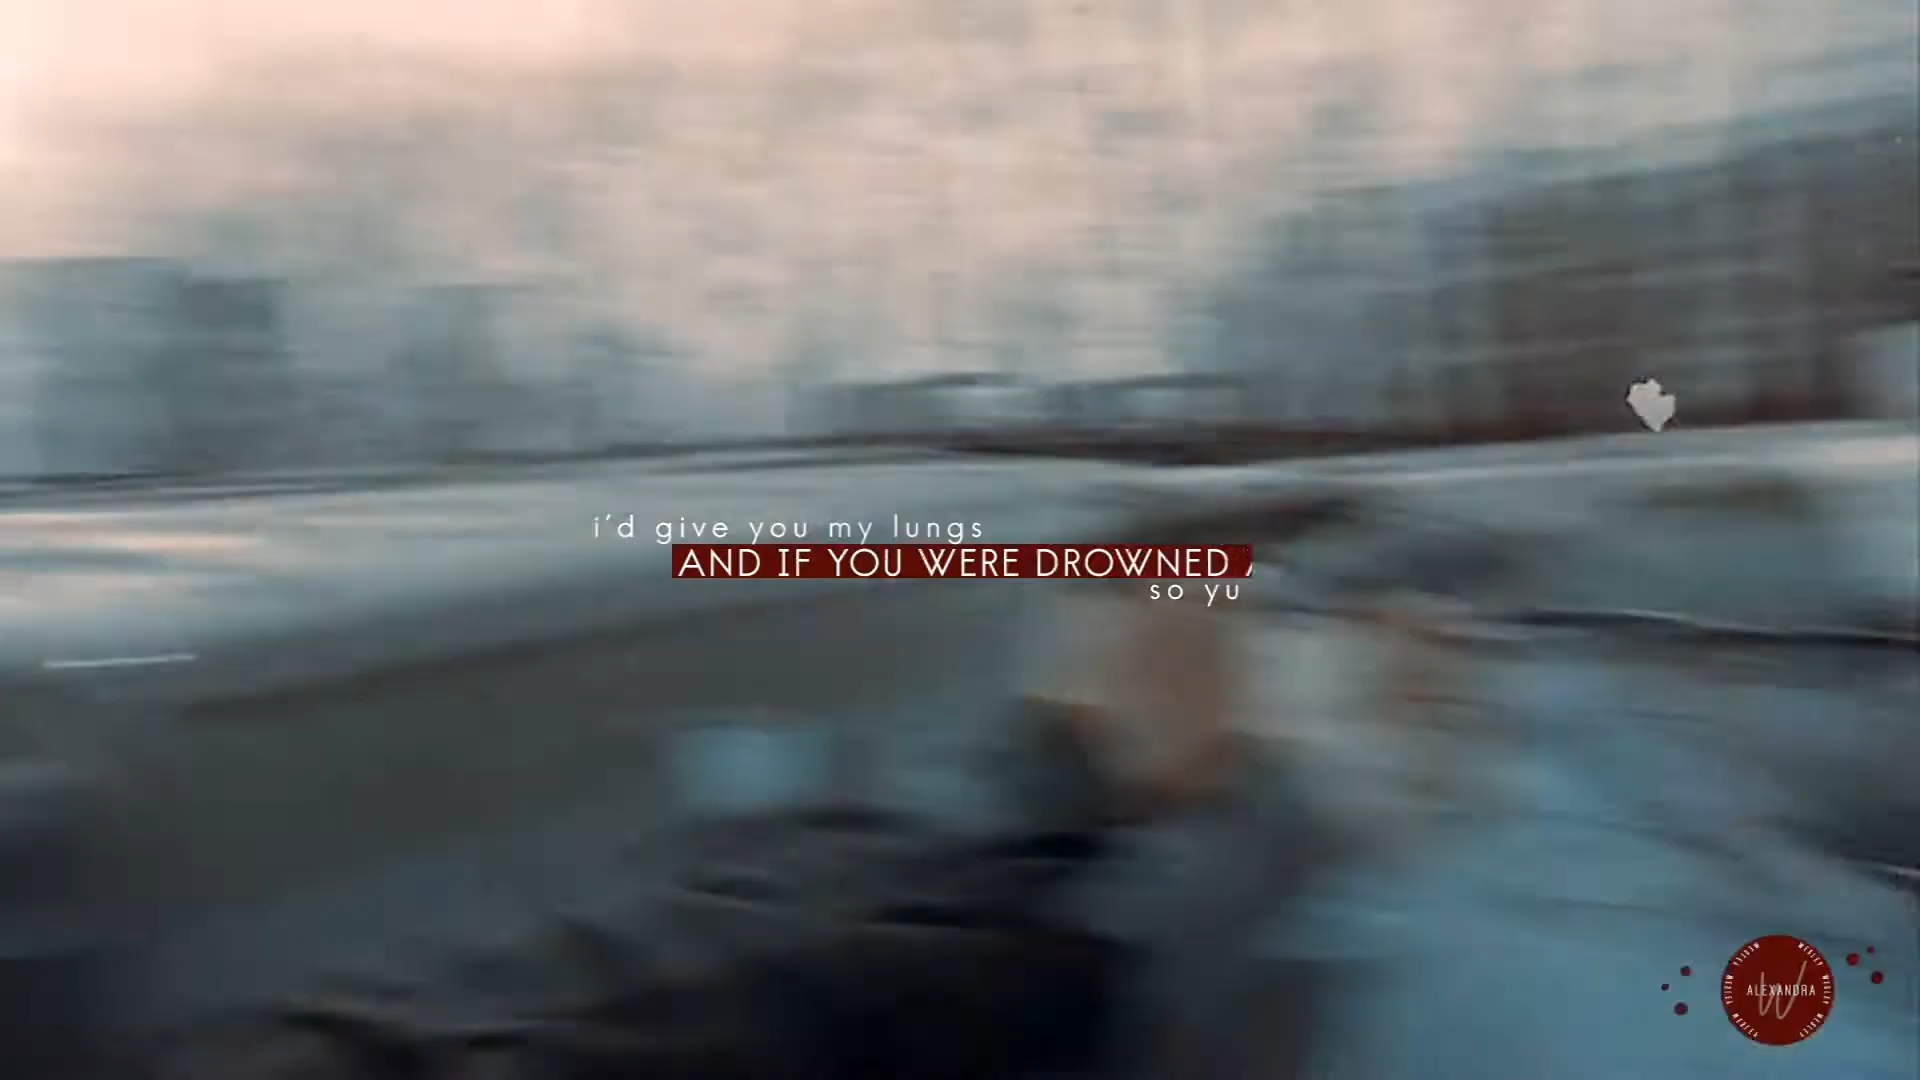 i'd give you my lungs
AND IF YOU WERE DROWNED
so yu
ALEXANDRA
W